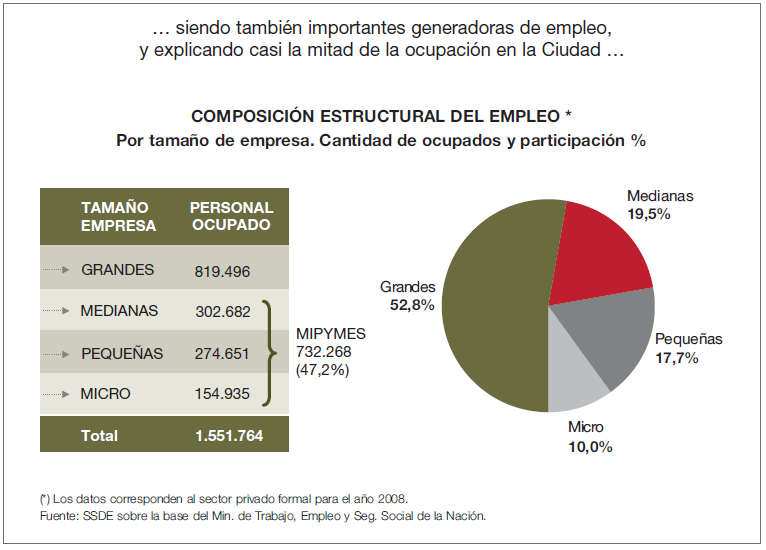 … siendo también importantes generadoras de empleo,
y explicando casi la mitad de la ocupación en la Ciudad …
COMPOSICIÓN ESTRUCTURAL DEL EMPLEO *
Por tamaño de empresa. Cantidad de ocupados y participación %
TAMAÑO EMPRESA
PERSONAL OCUPADO
GRANDES 819.496
MEDIANAS 302.682
PEQUEÑAS 274.651
MICRO 154.935
Total 1.551.764
MIPYMES
732.268
(47,2%)
Medianas
19,5%
Grandes
52,8%
Pequeñas
17,7%
Micro
10,0%
(*) Los datos corresponden al sector privado formal para el año 2008.
Fuente: SSDE sobre la base del Min. de Trabajo, Empleo y Seg. Social de la Nación.